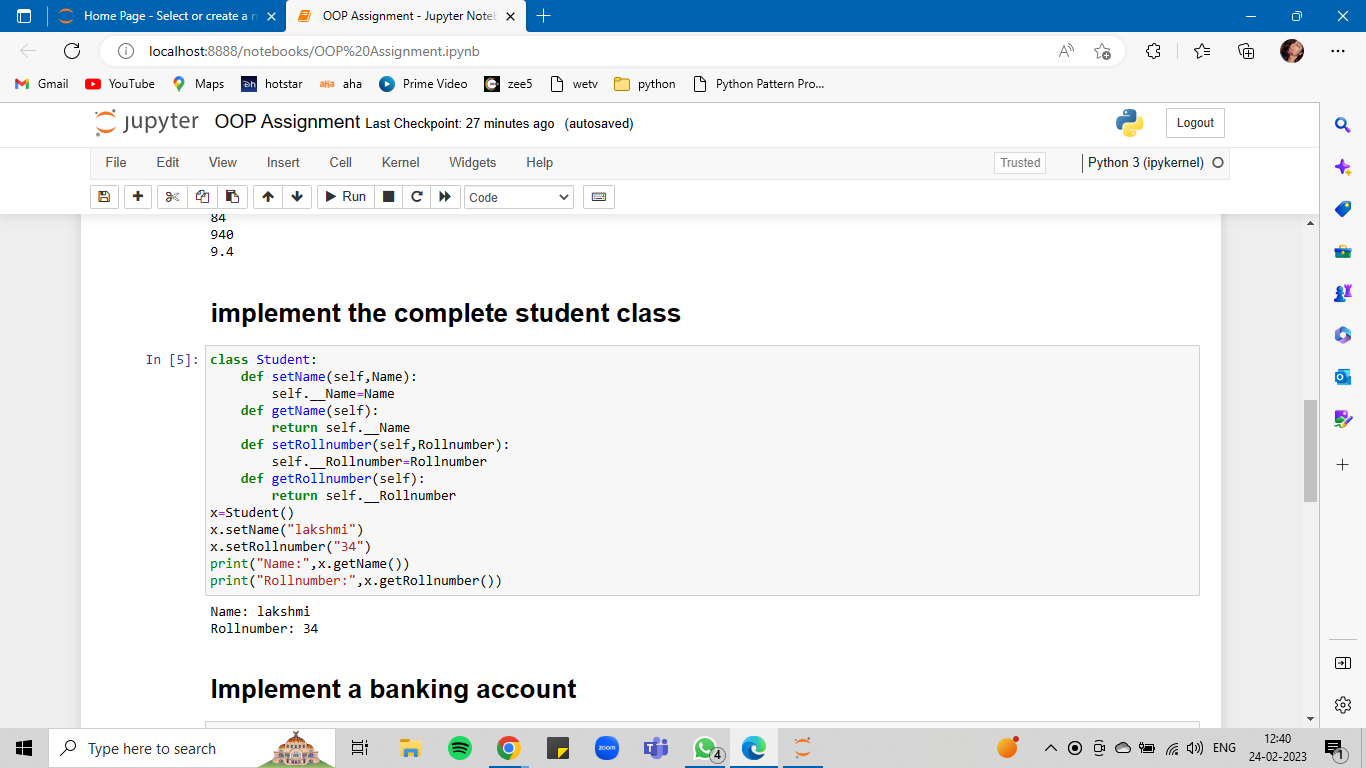 Home Page - Select or create a n
OOP Assignment - Jupyter Note
localhost:8888/notebooks/OOP%20Assignment.ipynb
Gmail YouTube Maps hotstar aha Prime Video zee5 wetv python Python Pattern Pro...
jupyter OOP Assignment Last Checkpoint: 27 minutes ago (autosaved) Logout
File Edit View Insert Cell Kernel Widgets Help Trusted Python 3 (ipykernel)
Run Code
84
940
9.4
implement the complete student class
In [5]: class Student:
    def setName(self,Name):
        self.__Name=Name
    def getName(self):
        return self.__Name
    def setRollnumber(self,Rollnumber):
        self.__Rollnumber=Rollnumber
    def getRollnumber(self):
        return self.__Rollnumber
x=Student()
x.setName("lakshmi")
x.setRollnumber("34")
print("Name:",x.getName())
print("Rollnumber:",x.getRollnumber())
Name: lakshmi
Rollnumber: 34
Implement a banking account
Type here to search zoom 4 ENG 12:40
24-02-2023 1